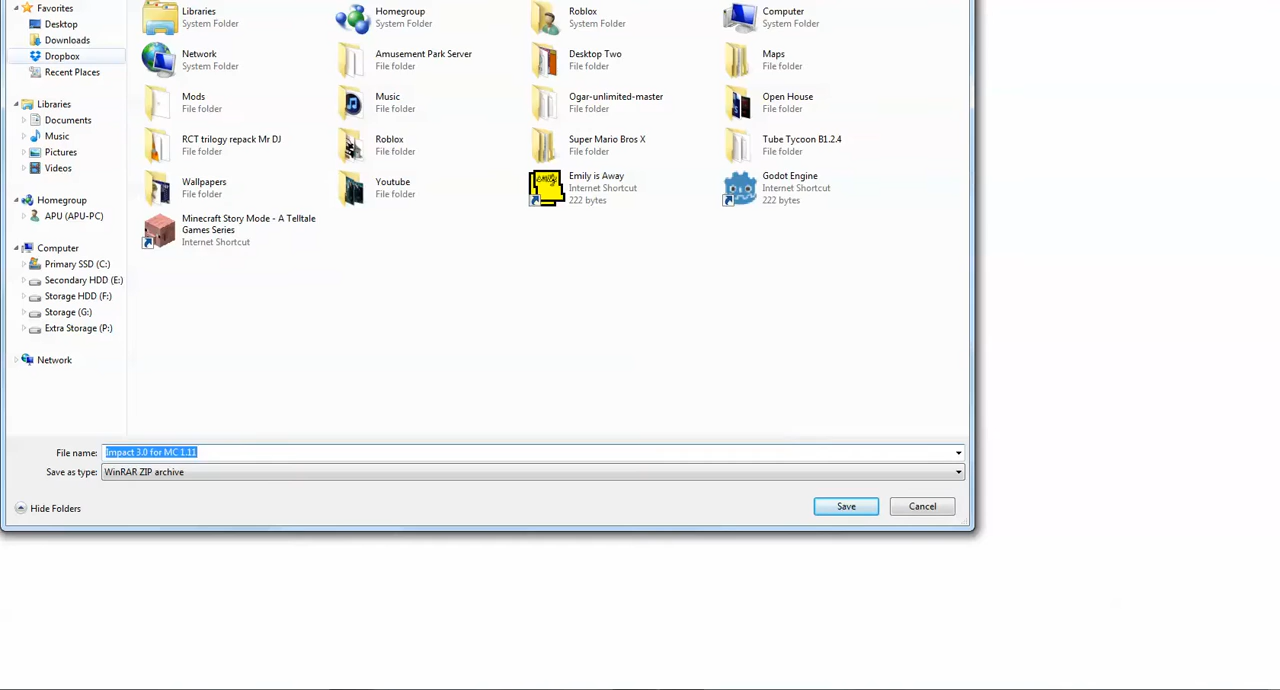 Favorites
Desktop
Downloads
Dropbox
Recent Places
Libraries
Documents
Music
Pictures
Videos
Homegroup
APU (APU-PC)
Computer
Primary SSD (C:)
Secondary HDD (E:)
Storage HDD (F:)
Storage (G:)
Extra Storage (P:)
Network
Libraries
System Folder
Homegroup
System Folder
Roblox
System Folder
Computer
System Folder
Network
System Folder
Amusement Park Server
File folder
Desktop Two
File folder
Maps
File folder
Mods
File folder
Music
File folder
Ogar-unlimited-master
File folder
Open House
File folder
RCT trilogy repack Mr DJ
File folder
Roblox
File folder
Super Mario Bros X
File folder
Tube Tycoon B1.2.4
File folder
Wallpapers
File folder
Youtube
File folder
emily
Emily is Away
Internet Shortcut
222 bytes
Godot Engine
Internet Shortcut
222 bytes
Minecraft Story Mode - A Telltale
Games Series
Internet Shortcut
File name: Impact 3.0 for MC 1.11
Save as type: WinRAR ZIP archive
Hide Folders
Save
Cancel